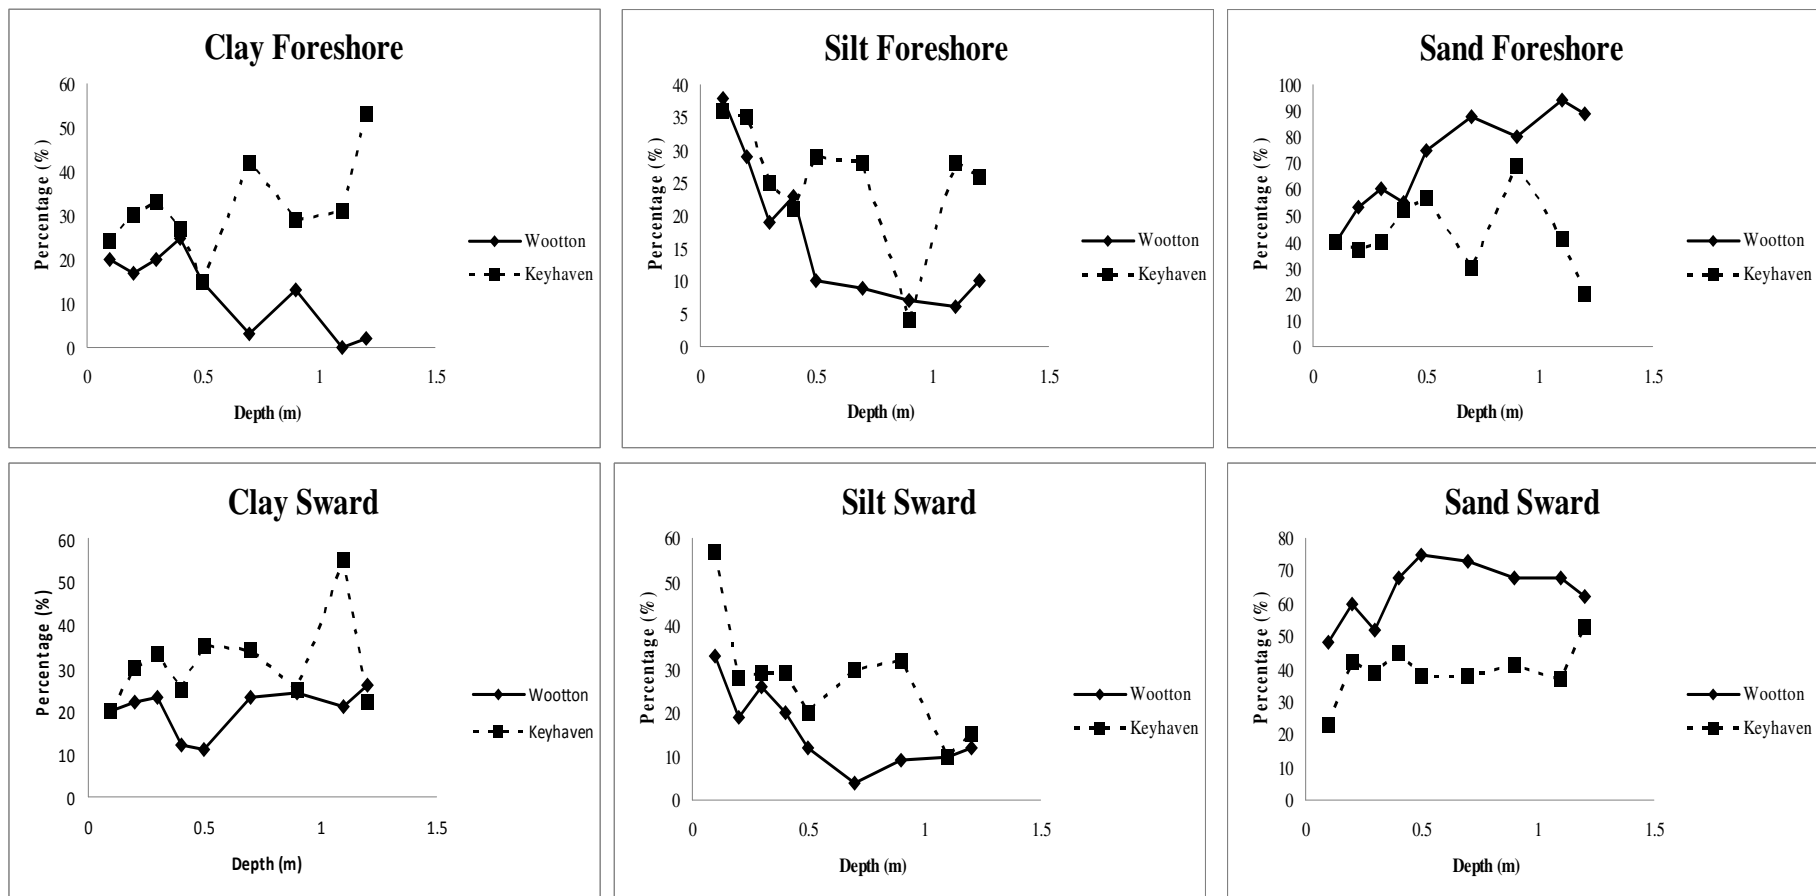 Clay Foreshore
60
50
40
30
20
10
0
Percentage (%)
0 0.5 1 1.5
Depth (m)
Wootton
Keyhaven
Silt Foreshore
40
35
30
25
20
15
10
5
0
Percentage (%)
0 0.5 1 1.5
Depth (m)
Wootton
Keyhaven
Sand Foreshore
100
90
80
70
60
50
40
30
20
10
0
Percentage (%)
0 0.5 1 1.5
Depth (m)
Wootton
Keyhaven
Clay Sward
60
50
40
30
20
10
0
Percentage (%)
0 0.5 1 1.5
Depth (m)
Wootton
Keyhaven
Silt Sward
60
50
40
30
20
10
0
Percentage (%)
0 0.5 1 1.5
Depth (m)
Wootton
Keyhaven
Sand Sward
80
70
60
50
40
30
20
10
0
Percentage (%)
0 0.5 1 1.5
Depth (m)
Wootton
Keyhaven